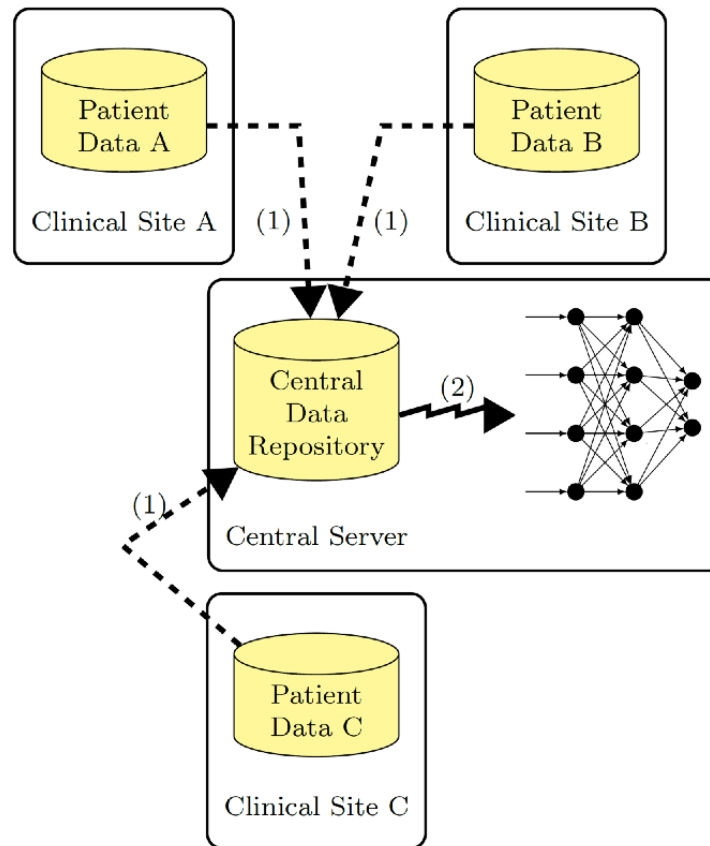 Patient
Data A
Clinical Site A
Patient
Data B
Clinical Site B
(1)
(1)
Central
Data
Repository
(2)
(1)
Central Server
Patient
Data C
Clinical Site C